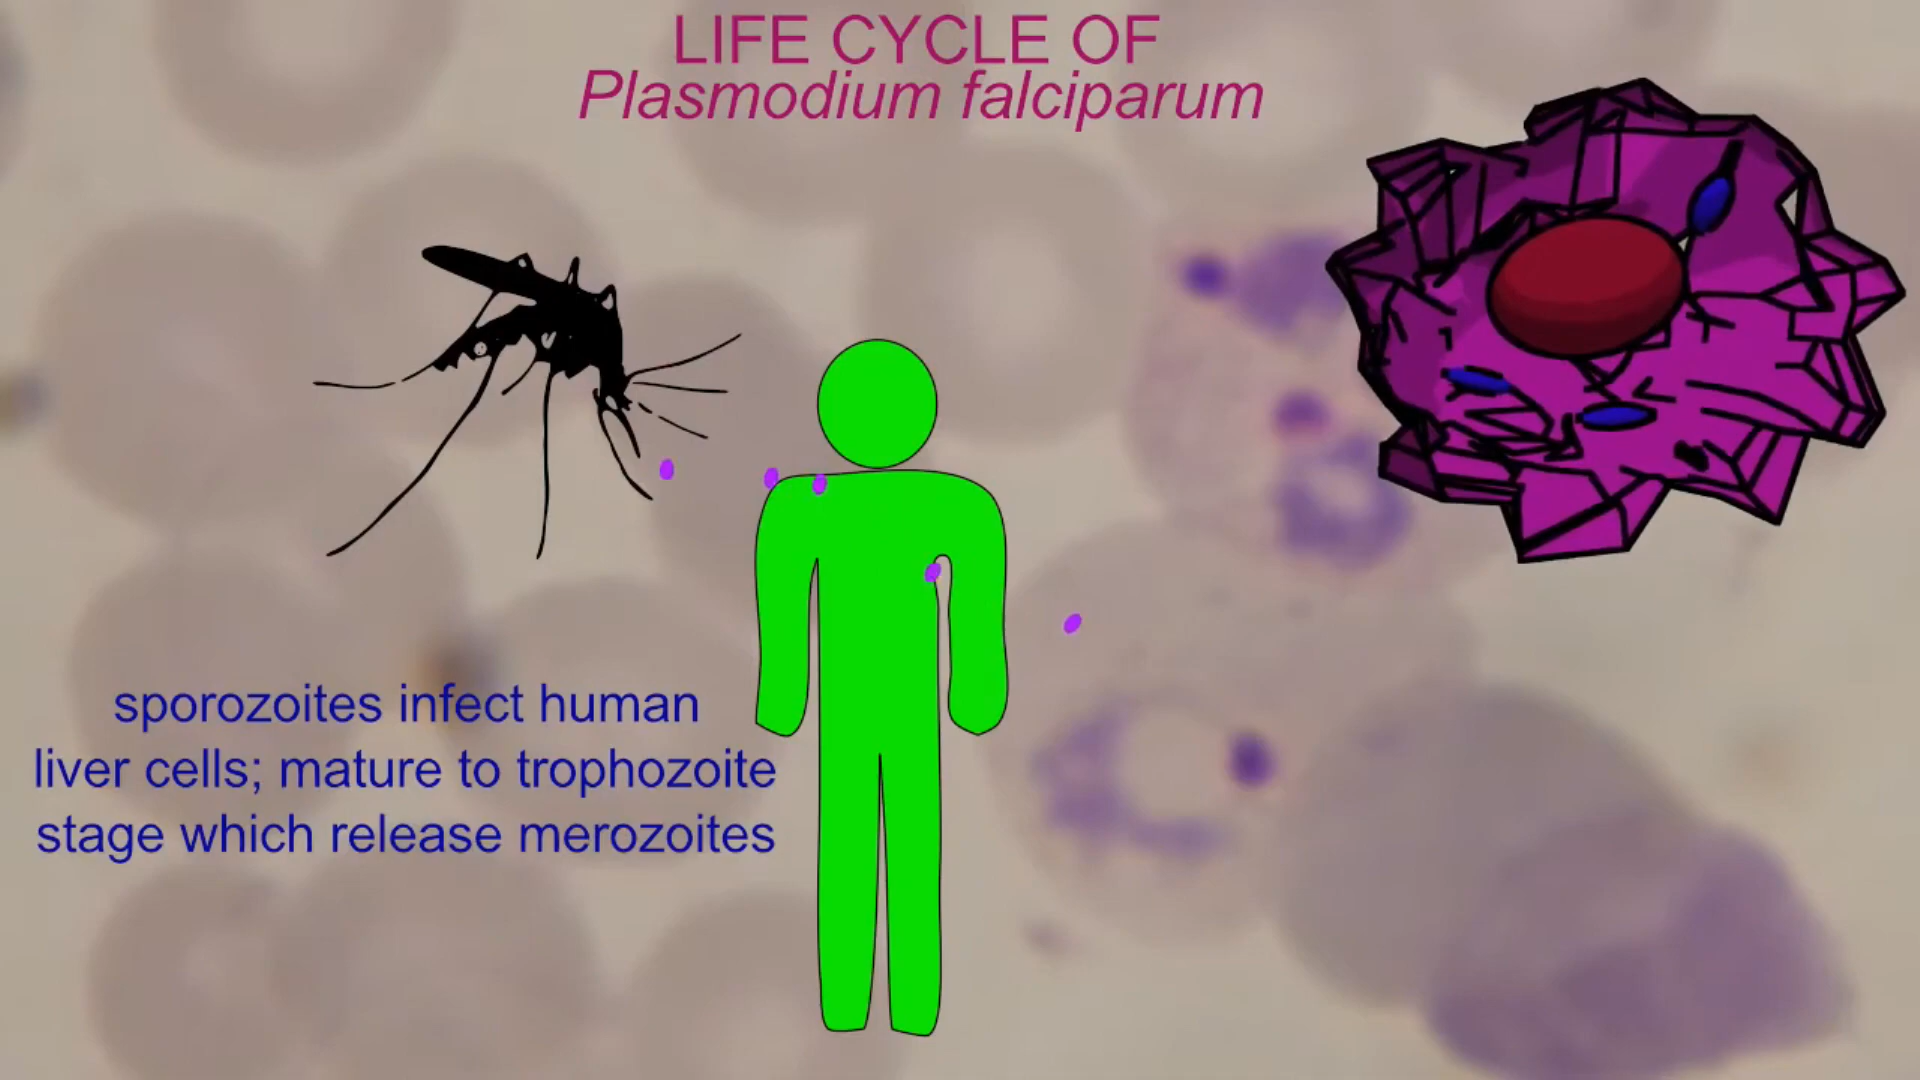 LIFE CYCLE OF
Plasmodium falciparum
sporozoites infect human
liver cells; mature to trophozoite
stage which release merozoites